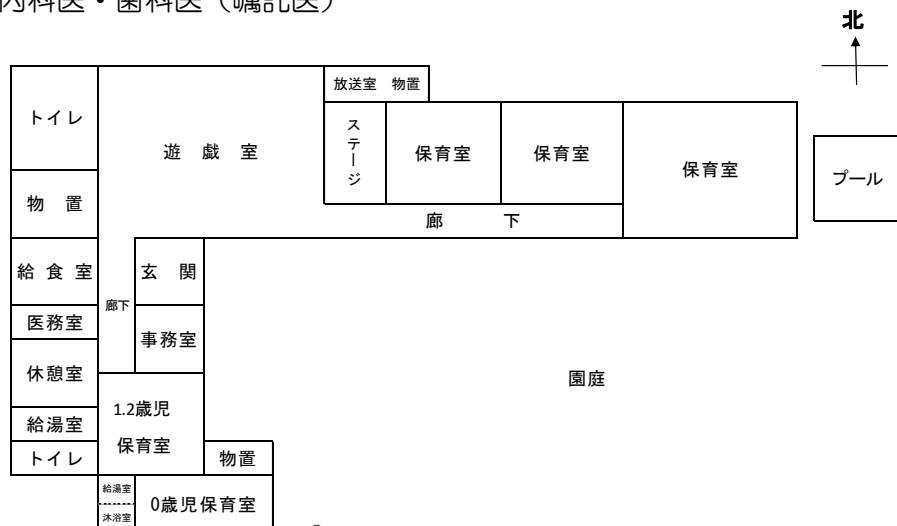 内科医・歯科医（嘱託医）
北
放送室 物置
トイレ
遊 戯 室
ステージ
保育室
保育室
保育室
プール
物 置
廊 下
給 食 室
玄 関
廊下
医務室
事務室
休憩室
園庭
1.2歳児
保育室
給湯室
トイレ
物置
給湯室
0歳児保育室
沐浴室